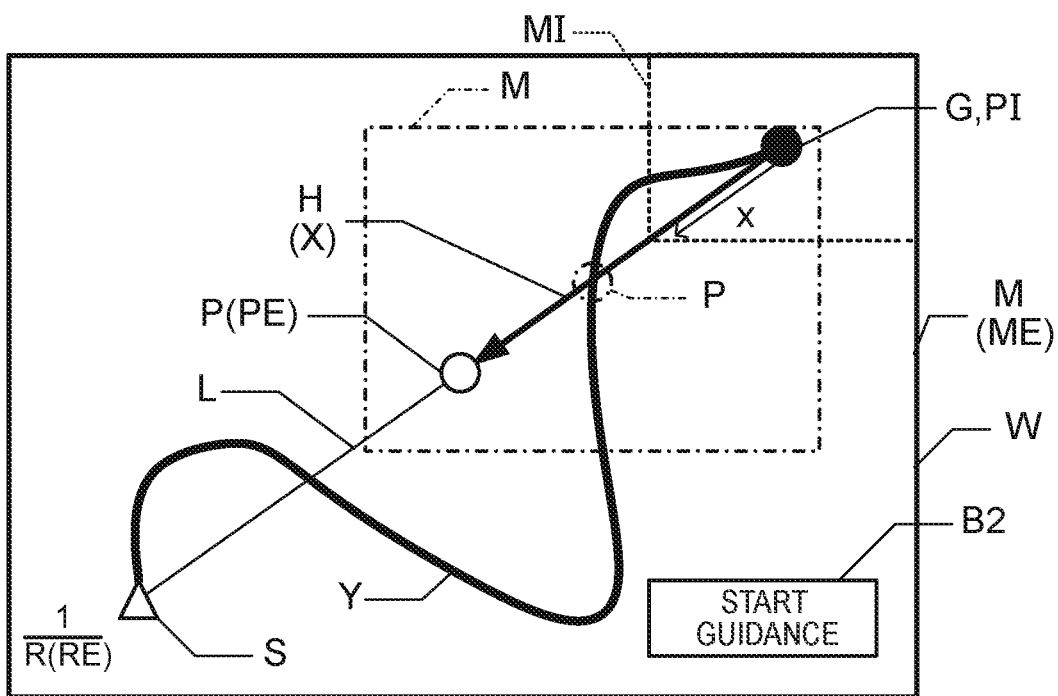 MI
M
G,PI
H
(X)
x
P
M
(ME)
P(PE)
L
W
B2
Y
START
GUIDANCE
1
R(RE)
S